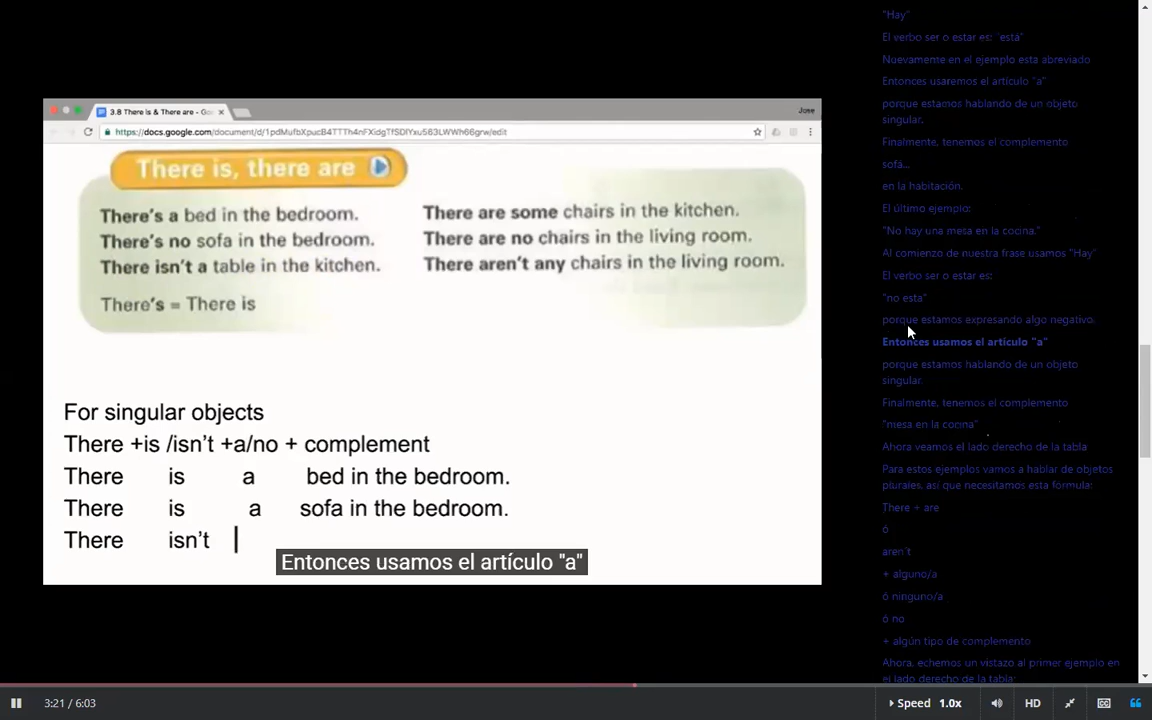 3.8 There is & There are - Goo
Jose
https://docs.google.com/document/d/1pdMufbXpucB4TTTh4nFXidgTfSDIYxu583LWWh66grw/edit
There is, there are
There's a bed in the bedroom.
There's no sofa in the bedroom.
There isn't a table in the kitchen.
There's = There is
There are some chairs in the kitchen.
There are no chairs in the living room.
There aren't any chairs in the living room.
For singular objects
There +is /isn't +a/no + complement
There is a bed in the bedroom.
There is a sofa in the bedroom.
There isn't
Entonces usamos el artículo "a"
"Hay"
El verbo ser o estar es: "está"
Nuevamente en el ejemplo esta abreviado
Entonces usaremos el artículo "a"
porque estamos hablando de un objeto
singular.
Finalmente, tenemos el complemento
sofá...
en la habitación.
El último ejemplo:
"No hay una mesa en la cocina."
Al comienzo de nuestra frase usamos "Hay"
El verbo ser o estar es:
"no esta"
porque estamos expresando algo negativo.
Entonces usamos el artículo "a"
porque estamos hablando de un objeto
singular.
Finalmente, tenemos el complemento
"mesa en la cocina"
Ahora veamos el lado derecho de la tabla
Para estos ejemplos vamos a hablar de objetos
plurales, así que necesitamos esta formula:
There + are
ó
aren´t
+ alguno/a
ó ninguno/a
ó no
+ algún tipo de complemento
Ahora, echemos un vistazo al primer ejemplo en
el lado derecho de la tabla:
3:21 / 6:03
Speed 1.0x
HD